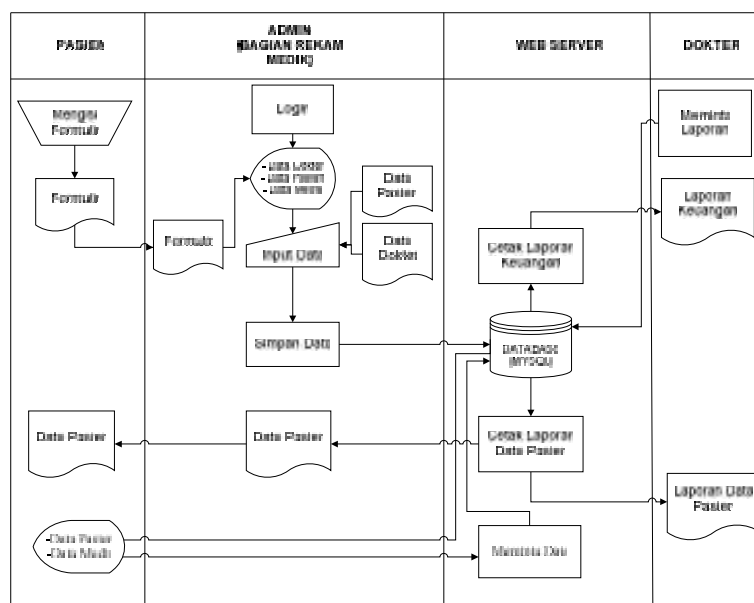 PASIEN
ADMIN
(BAGIAN REKAM
MEDIK)
WEB SERVER
DOKTER
Mengisi
Formulir
Login
Meminta
Laporan
Formulir
-Data Dokter
-Data Pasien
-Data Medis
Data
Pasien
Laporan
Keuangan
Formulir
Input Data
Data
Dokter
Cetak Laporan
Keuangan
Simpan Data
DATABASE
(MYSQL)
Data Pasien
Data Pasien
Cetak Laporan
Data Pasien
Laporan Data
Pasien
-Data Pasien
-Data Medis
Meminta Data